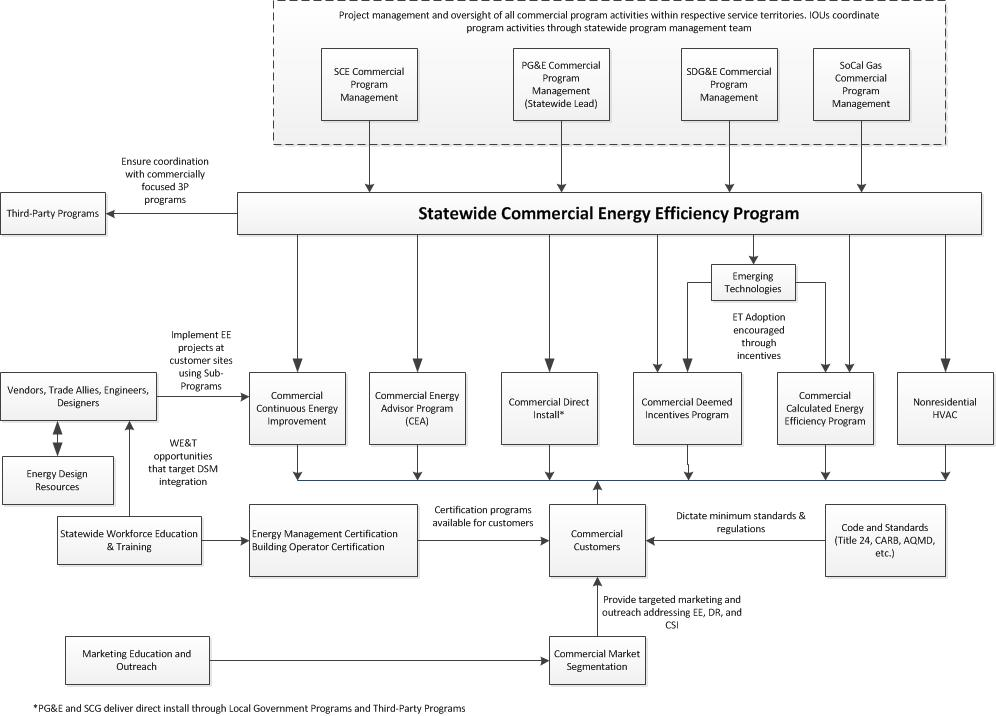 Project management and oversight of all commercial program activities within respective service territories. IOUs coordinate
program activities through statewide program management team
SCE Commercial
Program
Management
PG&E Commercial
Program
Management
(Statewide Lead)
SDG&E Commercial
Program
Management
SoCal Gas
Commercial
Program
Management
Ensure coordination
with commercially
focused 3P
programs
Third-Party Programs
Statewide Commercial Energy Efficiency Program
Emerging
Technologies
ET Adoption
encouraged
through
incentives
Implement EE
projects at
customer sites
using Sub-
Programs
Vendors, Trade Allies, Engineers,
Designers
Commercial
Continuous Energy
Improvement
Commercial Energy
Advisor Program
(CEA)
Commercial Direct
Install*
Commercial Deemed
Incentives Program
Commercial
Calculated Energy
Efficiency Program
Nonresidential
HVAC
WE&T
opportunities
that target DSM
integration
Energy Design
Resources
Statewide Workforce Education
& Training
Energy Management Certification
Building Operator Certification
Certification programs
available for customers
Commercial
Customers
Dictate minimum standards &
regulations
Code and Standards
(Title 24, CARB, AQMD,
etc.)
Provide targeted marketing and
outreach addressing EE, DR, and
CSI
Marketing Education and
Outreach
Commercial Market
Segmentation
*PG&E and SCG deliver direct install through Local Government Programs and Third-Party Programs